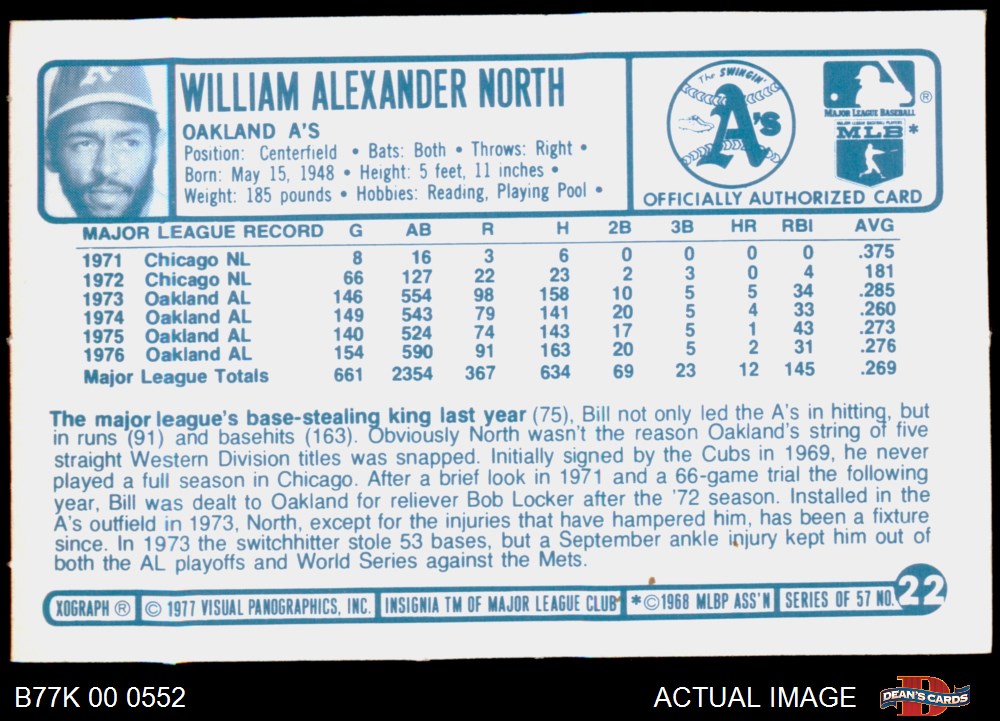 WILLIAM ALEXANDER NORTH
OAKLAND A'S
Position: Centerfield • Bats: Both • Throws: Right •
Born: May 15, 1948 • Height: 5 feet, 11 inches •
Weight: 185 pounds • Hobbies: Reading, Playing Pool •
A's
The SWINGIN'
A's
MAJOR LEAGUE BASEBALL ®
MAJOR LEAGUE BASEBALL PLAYERS
MLB *
OFFICIALLY AUTHORIZED CARD
MAJOR LEAGUE RECORD G AB R H 2B 3B HR RBI AVG
1971 Chicago NL 8 16 3 6 0 0 0 0 .375
1972 Chicago NL 66 127 22 23 2 3 0 4 181
1973 Oakland AL 146 554 98 158 10 5 5 34 .285
1974 Oakland AL 149 543 79 141 20 5 4 33 .260
1975 Oakland AL 140 524 74 143 17 5 1 43 .273
1976 Oakland AL 154 590 91 163 20 5 2 31 .276
Major League Totals 661 2354 367 634 69 23 12 145 .269
The major league's base-stealing king last year (75), Bill not only led the A's in hitting, but
in runs (91) and basehits (163). Obviously North wasn't the reason Oakland's string of five
straight Western Division titles was snapped. Initially signed by the Cubs in 1969, he never
played a full season in Chicago. After a brief look in 1971 and a 66-game trial the following
year, Bill was dealt to Oakland for reliever Bob Locker after the '72 season. Installed in the
A's outfield in 1973, North, except for the injuries that have hampered him, has been a fixture
since. In 1973 the switchhitter stole 53 bases, but a September ankle injury kept him out of
both the AL playoffs and World Series against the Mets.
XOGRAPH ® © 1977 VISUAL PANOGRAPHICS, INC. INSIGNIA TM OF MAJOR LEAGUE CLUB *©1968 MLBP ASS'N SERIES OF 57 NO. 22
B77K 00 0552 ACTUAL IMAGE DEAN'S CARDS